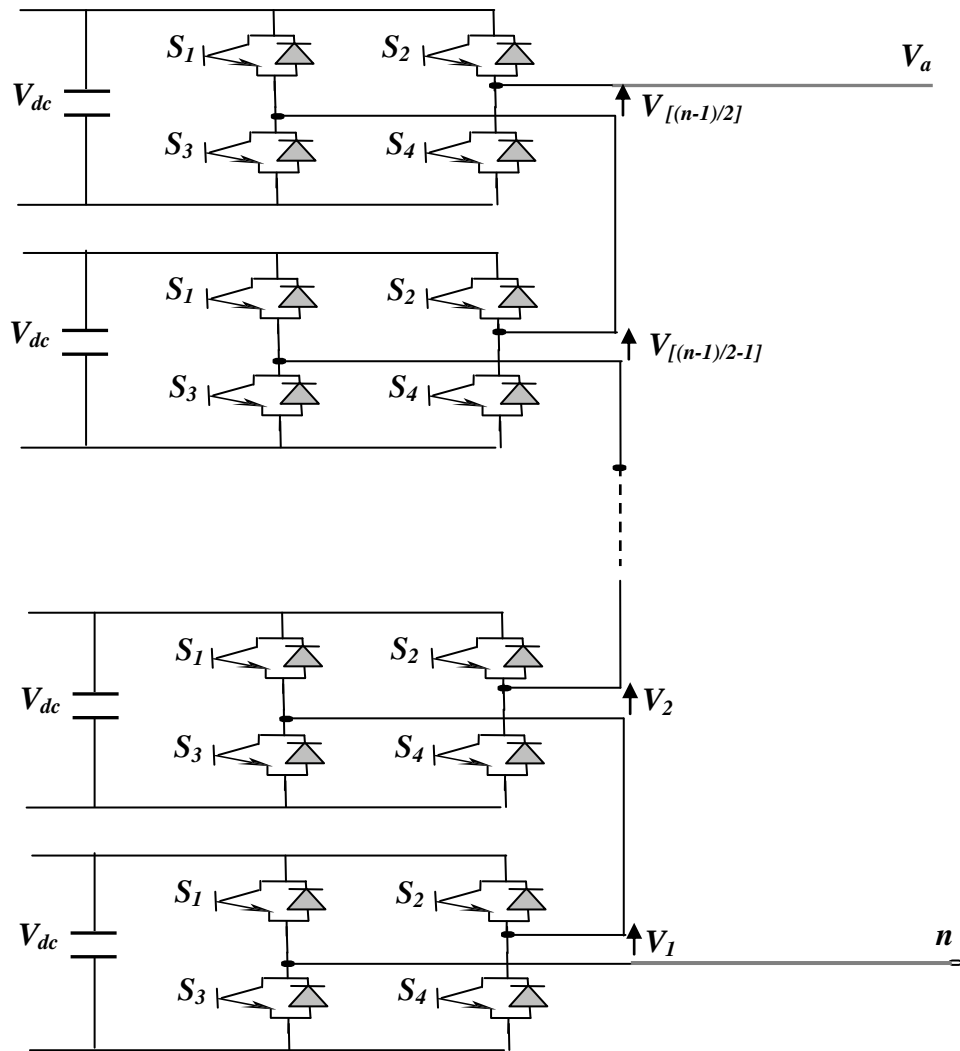 S1 S2 Va
Vdc V[(n-1)/2]
S3 S4
S1 S2
Vdc V[(n-1)/2-1]
S3 S4
S1 S2
Vdc V2
S3 S4
S1 S2
Vdc V1 n
S3 S4